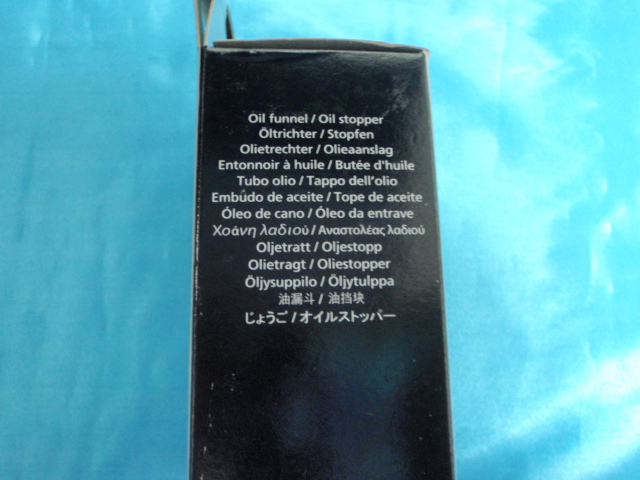 Oil funnel / Oil stopper
Öltrichter / Stopfen
Olietrechter / Olieaanslag
Entonnoir à huile / Butée d'huile
Tubo olio / Tappo dell'olio
Embûdo de aceite / Tope de aceite
Óleo de cano / Óleo da entrave
Χοάνη λαδιού / Αναστολέας λαδιού
Oljetratt / Oljestopp
Olietragt / Oliestopper
Öljysuppilo / Öljytulppa
油漏斗 / 油挡块
じょうご / オイルストッパー